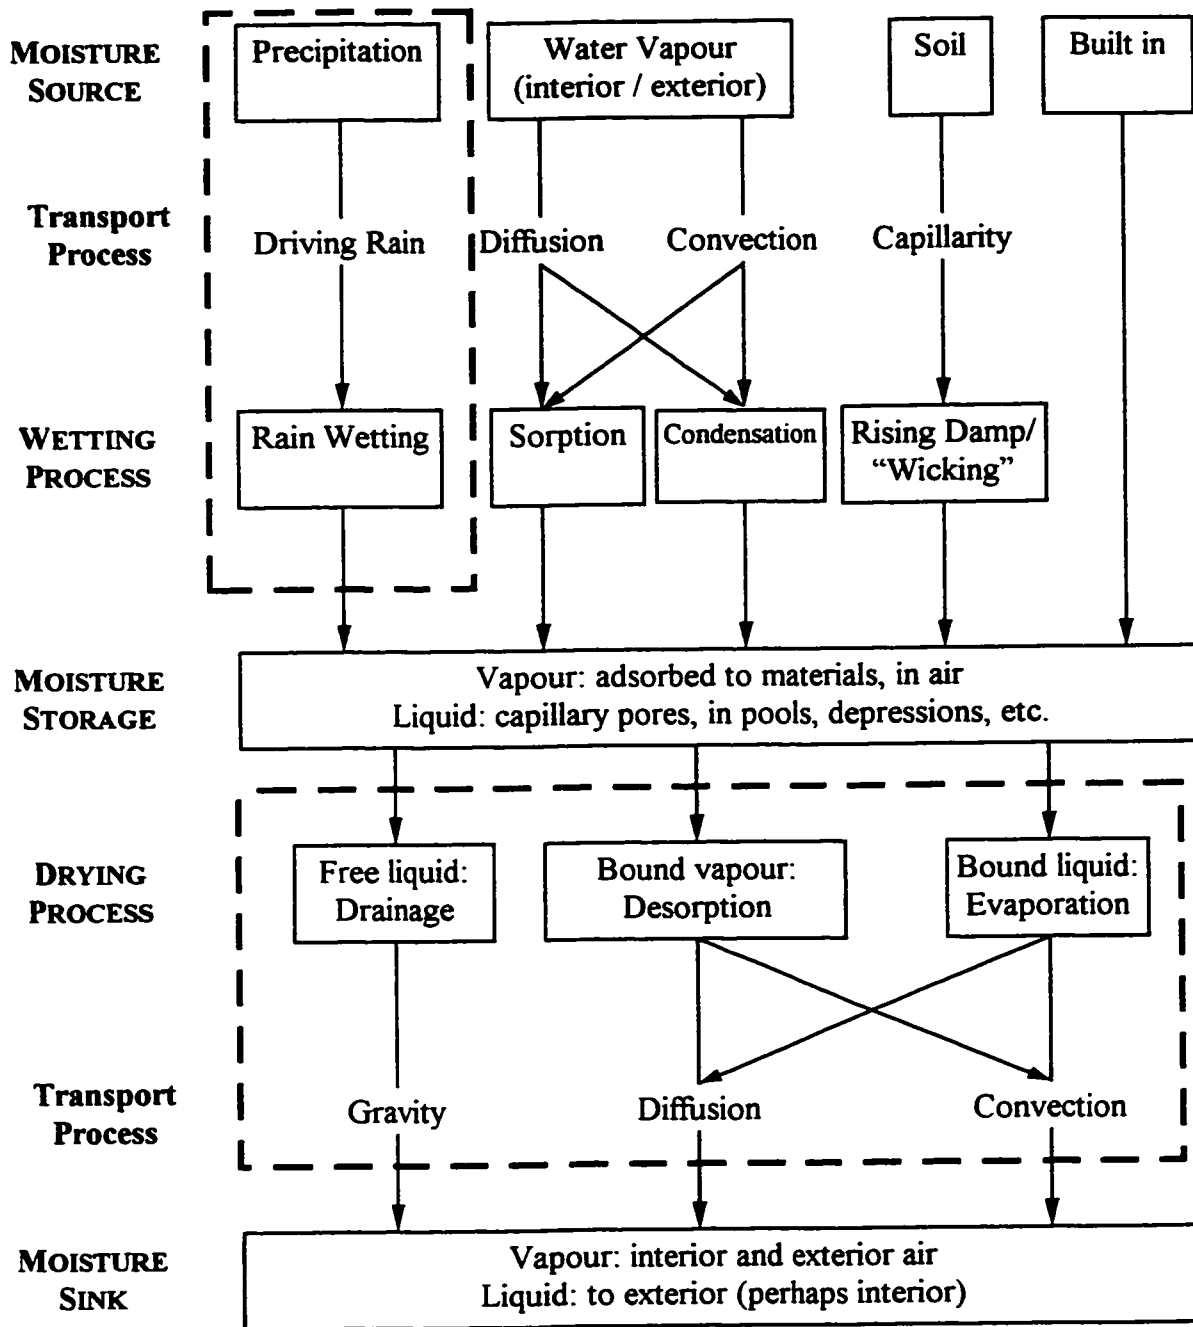 MOISTURE
SOURCE
Precipitation
Water Vapour
(interior / exterior)
Soil
Built in
Transport
Process
Driving Rain
Diffusion
Convection
Capillarity
WETTING
PROCESS
Rain Wetting
Sorption
Condensation
Rising Damp/
“Wicking”
MOISTURE
STORAGE
Vapour: adsorbed to materials, in air
Liquid: capillary pores, in pools, depressions, etc.
DRYING
PROCESS
Free liquid:
Drainage
Bound vapour:
Desorption
Bound liquid:
Evaporation
Transport
Process
Gravity
Diffusion
Convection
MOISTURE
SINK
Vapour: interior and exterior air
Liquid: to exterior (perhaps interior)